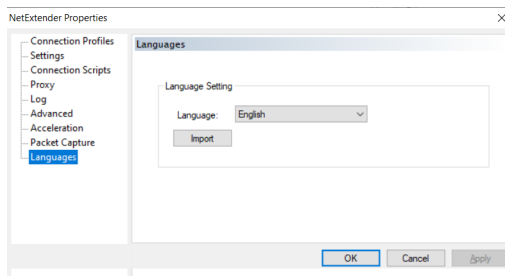 NetExtender Properties
Connection Profiles
Settings
Connection Scripts
Proxy
Log
Advanced
Acceleration
Packet Capture
Languages
Languages
Language Setting
Language: English
Import
OK Cancel Apply